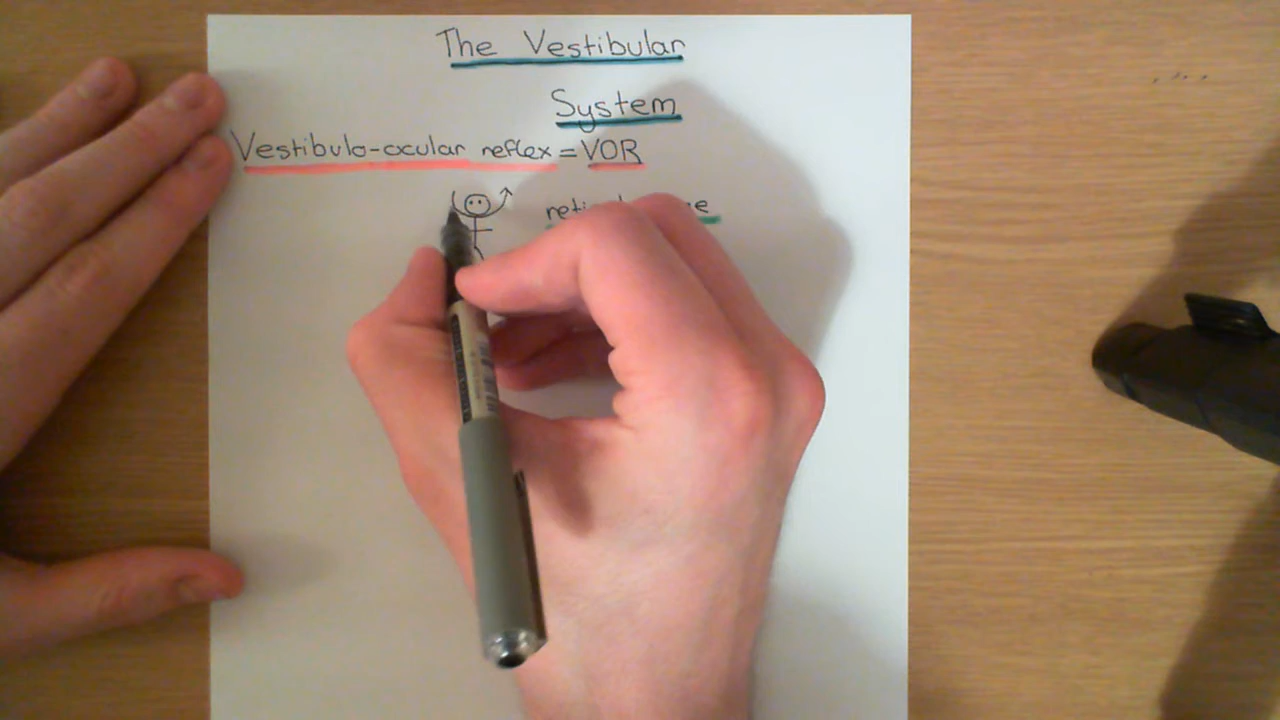 The Vestibular
System
Vestibulo-ocular reflex = VOR